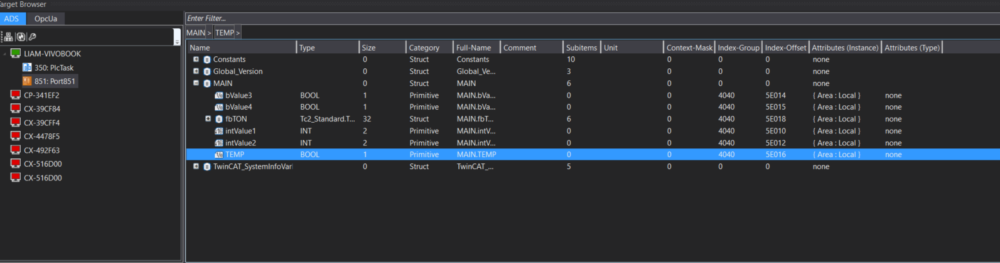 Target Browser
ADS OpcUa
LIAM-VIVOBOOK
350: PlcTask
851: Port851
CP-341EF2
CX-39CF84
CX-39CFF4
CX-4478F5
CX-492F63
CX-516D00
CX-516D00
Enter Filter...
MAIN > TEMP >
Name Type Size Category Full-Name Comment Subitems Unit Context-Mask Index-Group Index-Offset Attributes (Instance) Attributes (Type)
Constants 0 Struct Constants 10 0 0 0 none
Global_Version 0 Struct Global_Ve... 3 0 0 0 none
MAIN 0 Struct MAIN 6 0 0 0 none
bValue3 BOOL 1 Primitive MAIN.bVa... 0 0 4040 5E014 { Area : Local } none
bValue4 BOOL 1 Primitive MAIN.bVa... 0 0 4040 5E015 { Area : Local } none
fbTON Tc2_Standard.T... 32 Struct MAIN.fbT... 6 0 4040 5E018 { Area : Local } none
intValue1 INT 2 Primitive MAIN.intV... 0 0 4040 5E010 { Area : Local } none
intValue2 INT 2 Primitive MAIN.intV... 0 0 4040 5E012 { Area : Local } none
TEMP BOOL 1 Primitive MAIN.TEMP 0 0 4040 5E016 { Area : Local } none
TwinCAT_SystemInfoVarl 0 Struct TwinCAT_... 5 0 0 0 none